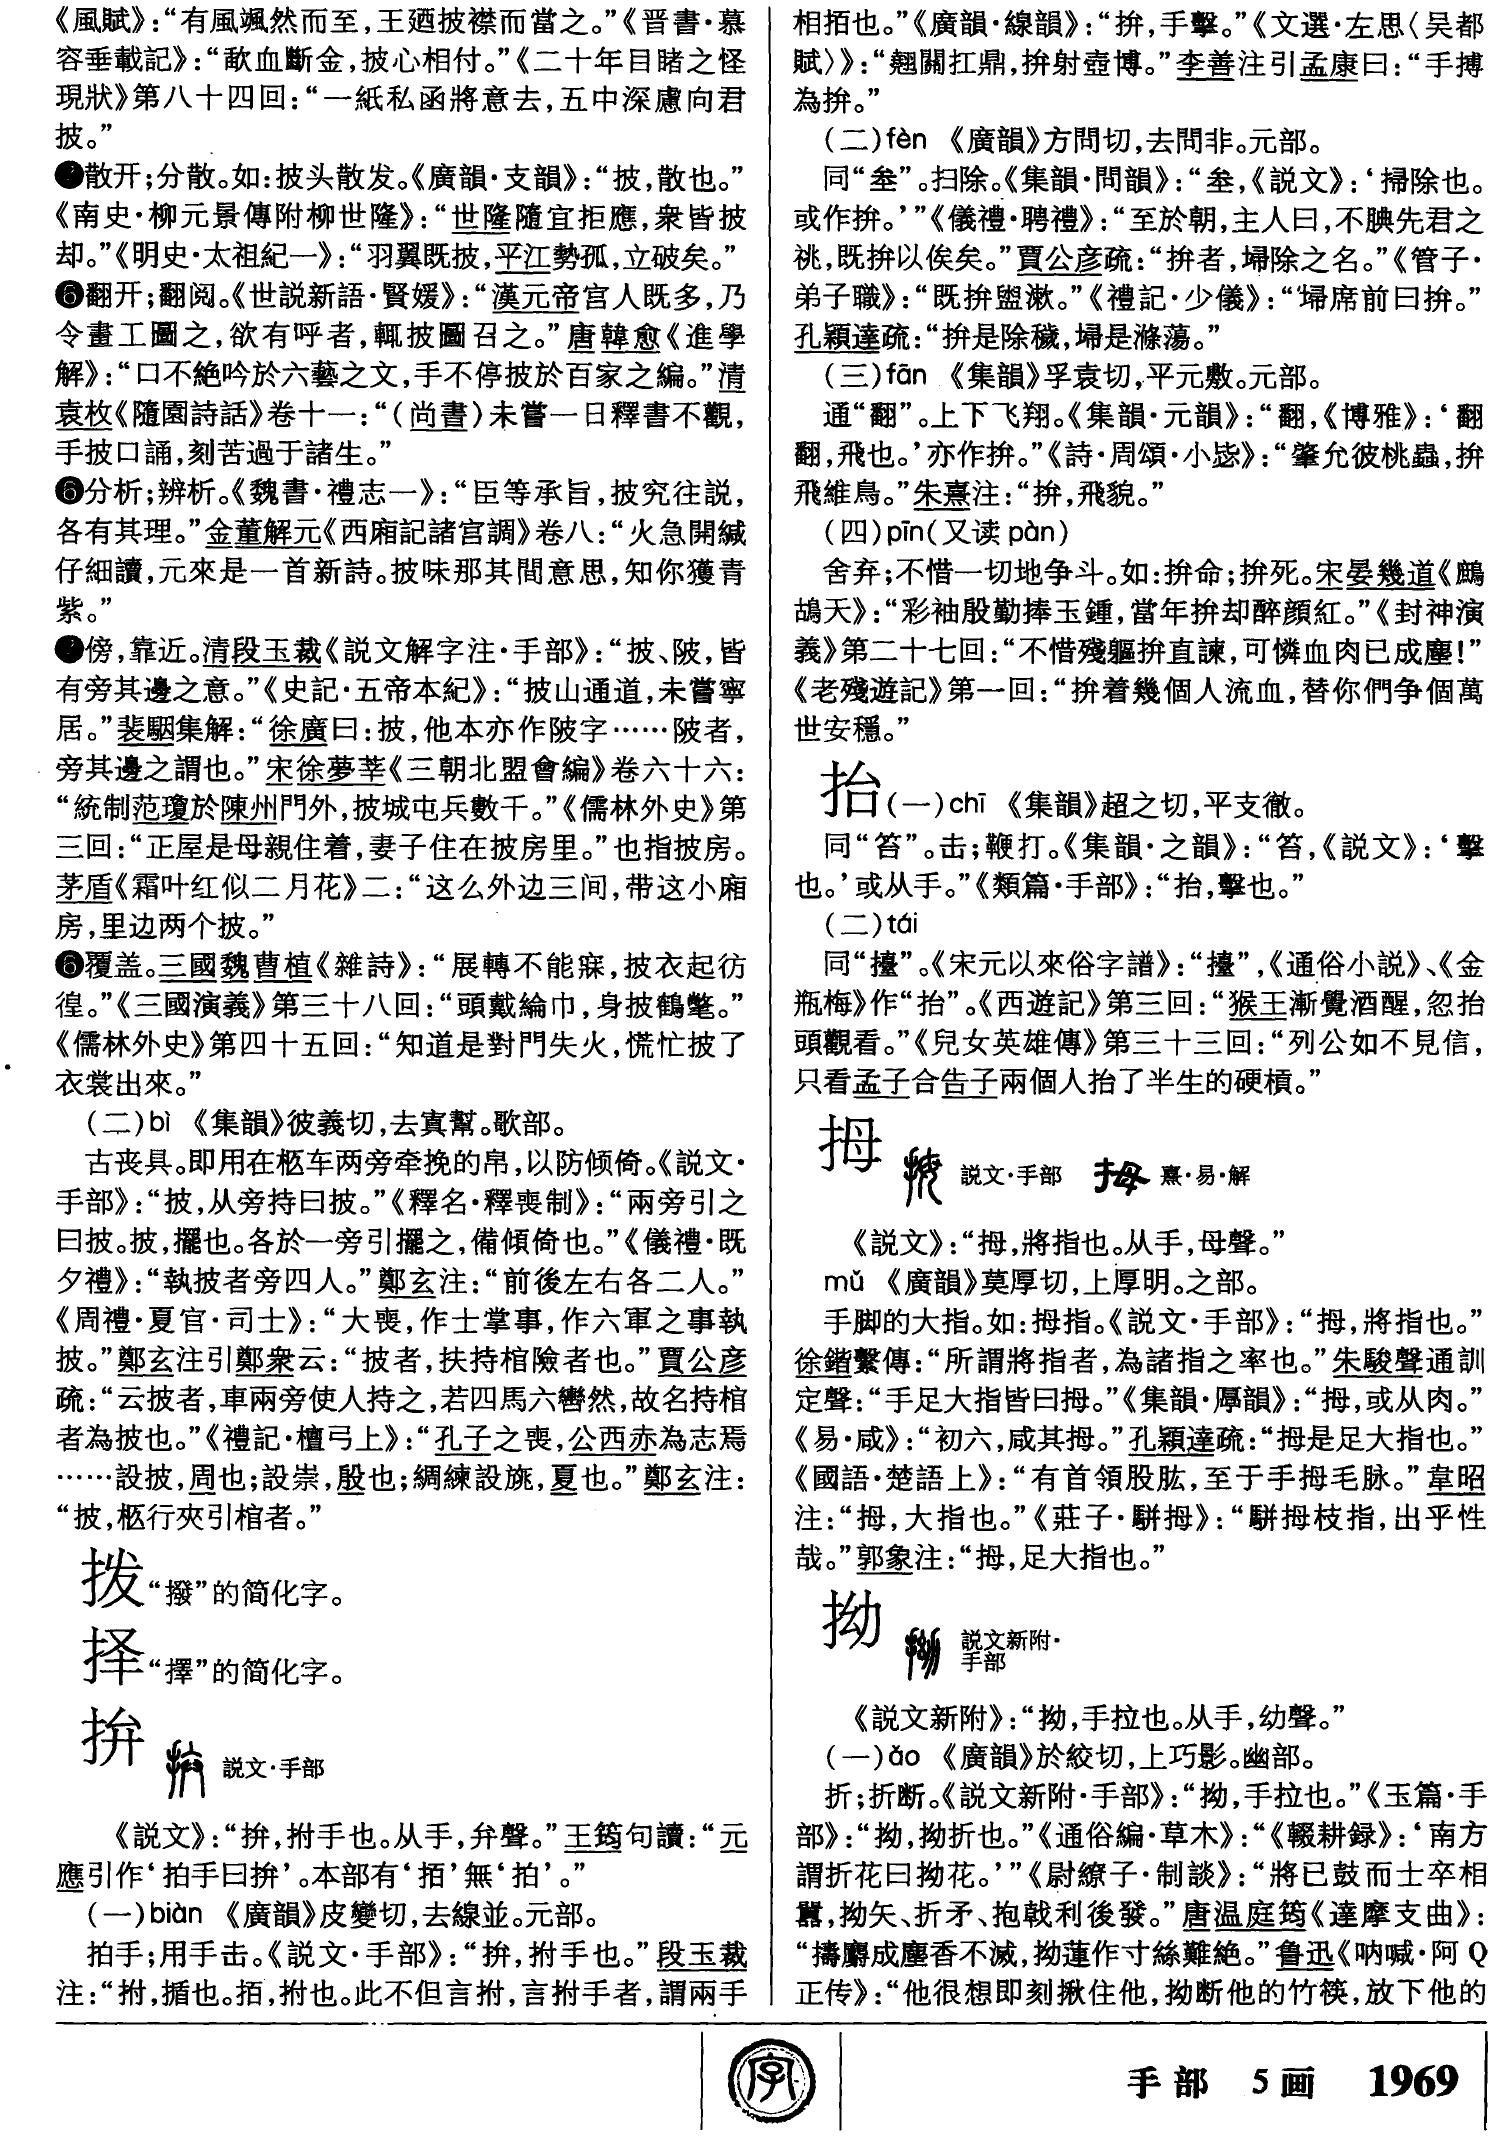 《風賦》：“有風颯然而至，王迺披襟而當之。”《晋書·慕
容垂載記》：“歃血斷金，披心相付。”《二十年目睹之怪
現狀》第八十四回：“一紙私函將意去，五中深慮向君
披。”
散开；分散。如：披头散发。《廣韻·支韻》：“披，散也。”
《南史·柳元景傳附柳世隆》：“世隆隨宜拒應，衆皆披
却。”《明史·太祖紀一》：“羽翼既披，平江勢孤，立破矣。”
翻开；翻阅。《世説新語·賢媛》：“漢元帝宫人既多，乃
令畫工圖之，欲有呼者，輒披圖召之。”唐韓愈《進學
解》：“口不絶吟於六藝之文，手不停披於百家之編。”清
袁枚《隨園詩話》卷十一：“（尚書）未嘗一日釋書不觀，
手披口誦，刻苦過于諸生。”
❻分析；辨析。《魏書·禮志一》：“臣等承旨，披究往説，
各有其理。”金董解元《西廂記諸宫調》卷八：“火急開緘
仔細讀，元來是一首新詩。披味那其間意思，知你獲青
紫。”
傍，靠近。清段玉裁《説文解字注·手部》：“披、陂，皆
有旁其邊之意。”《史記·五帝本紀》：“披山通道，未嘗寧
居。”裴駰集解：“徐廣曰：披，他本亦作陂字……陂者，
旁其邊之謂也。”宋徐夢莘《三朝北盟會編》卷六十六：
“統制范瓊於陳州門外，披城屯兵數千。”《儒林外史》第
三回：“正屋是母親住着，妻子住在披房里。”也指披房。
茅盾《霜叶红似二月花》二：“这么外边三间，带这小廂
房，里边两个披。”
覆盖。三國魏曹植《雜詩》：“展轉不能寐，披衣起彷
徨。”《三國演義》第三十八回：“頭戴綸巾，身披鶴氅。”
《儒林外史》第四十五回：“知道是對門失火，慌忙披了
衣裳出來。”
（二）bì 《集韻》彼義切，去寘幫。歌部。
古丧具。即用在柩车两旁牵挽的帛，以防倾倚。《説文·
手部》：“披，从旁持曰披。”《釋名·釋喪制》：“兩旁引之
曰披。披，擺也。各於一旁引擺之，備傾倚也。”《儀禮·既
夕禮》：“執披者旁四人。”鄭玄注：“前後左右各二人。”
《周禮·夏官·司士》：“大喪，作士掌事，作六軍之事執
披。”鄭玄注引鄭衆云：“披者，扶持棺險者也。”賈公彦
疏：“云披者，車兩旁使人持之，若四馬六轡然，故名持棺
者為披也。”《禮記·檀弓上》：“孔子之喪，公西赤為志焉
……設披，周也；設崇，殷也；綢練設旐，夏也。”鄭玄注：
“披，柩行夾引棺者。”
拨“撥”的简化字。
择“擇”的简化字。
拚 説文·手部
《説文》：“拚，拊手也。从手，弁聲。”王筠句讀：“元
應引作‘拍手曰拚’。本部有‘拍’無‘拍’。”
（一）biàn 《廣韻》皮變切，去線並。元部。
拍手；用手击。《説文·手部》：“拚，拊手也。”段玉裁
注：“拊，揗也。拍，拊也。此不但言拊，言拊手者，謂兩手
相拍也。”《廣韻·線韻》：“拚，手擊。”《文選·左思〈吴都
賦〉》：“翹關扛鼎，拚射壺博。”李善注引孟康曰：“手搏
為拚。”
（二）fèn 《廣韻》方問切，去問非。元部。
同“坌”。扫除。《集韻·問韻》：“坌，《説文》：‘掃除也。
或作拚。’”《儀禮·聘禮》：“至於朝，主人曰，不腆先君之
祧，既拚以俟矣。”賈公彦疏：“拚者，埽除之名。”《管子·
弟子職》：“既拚盥漱。”《禮記·少儀》：“埽席前曰拚。”
孔穎達疏：“拚是除穢，埽是滌蕩。”
（三）fān 《集韻》孚袁切，平元敷。元部。
通“翻”。上下飞翔。《集韻·元韻》：“翻，《博雅》：‘翻
翻，飛也。’亦作拚。”《詩·周頌·小毖》：“肇允彼桃蟲，拚
飛維鳥。”朱熹注：“拚，飛貌。”
（四）pīn（又读 pàn）
舍弃；不惜一切地争斗。如：拚命；拚死。宋晏幾道《鷓
鴣天》：“彩袖殷勤捧玉鍾，當年拚却醉顔紅。”《封神演
義》第二十七回：“不惜殘軀拚直諫，可憐血肉已成塵！”
《老殘遊記》第一回：“拚着幾個人流血，替你們争個萬
世安穩。”
抬（一）chī 《集韻》超之切，平支徹。
同“笞”。击；鞭打。《集韻·之韻》：“笞，《説文》：‘擊
也。’或从手。”《類篇·手部》：“抬，擊也。”
（二）tái
同“擡”。《宋元以來俗字譜》：“擡”，《通俗小説》、《金
瓶梅》作“抬”。《西遊記》第三回：“猴王漸覺酒醒，忽抬
頭觀看。”《兒女英雄傳》第三十三回：“列公如不見信，
只看孟子合告子兩個人抬了半生的硬槓。”
拇 説文·手部 熹·易·解
《説文》：“拇，將指也。从手，母聲。”
mǔ 《廣韻》莫厚切，上厚明。之部。
手脚的大指。如：拇指。《説文·手部》：“拇，將指也。”
徐鍇繫傳：“所謂將指者，為諸指之率也。”朱駿聲通訓
定聲：“手足大指皆曰拇。”《集韻·厚韻》：“拇，或从肉。”
《易·咸》：“初六，咸其拇。”孔穎達疏：“拇是足大指也。”
《國語·楚語上》：“有首領股肱，至于手拇毛脉。”韋昭
注：“拇，大指也。”《莊子·駢拇》：“駢拇枝指，出乎性
哉。”郭象注：“拇，足大指也。”
拗 説文新附·
手部
《説文新附》：“拗，手拉也。从手，幼聲。”
（一）ǎo 《廣韻》於絞切，上巧影。幽部。
折；折断。《説文新附·手部》：“拗，手拉也。”《玉篇·手
部》：“拗，拗折也。”《通俗編·草木》：“《輟耕録》：‘南方
謂折花曰拗花。’”《尉繚子·制談》：“將已鼓而士卒相
囂，拗矢、折矛、抱戟利後發。”唐温庭筠《達摩支曲》：
“擣麝成塵香不滅，拗蓮作寸絲難絶。”鲁迅《呐喊·阿Q
正传》：“他很想即刻揪住他，拗断他的竹筷，放下他的
字
手部 5画 1969